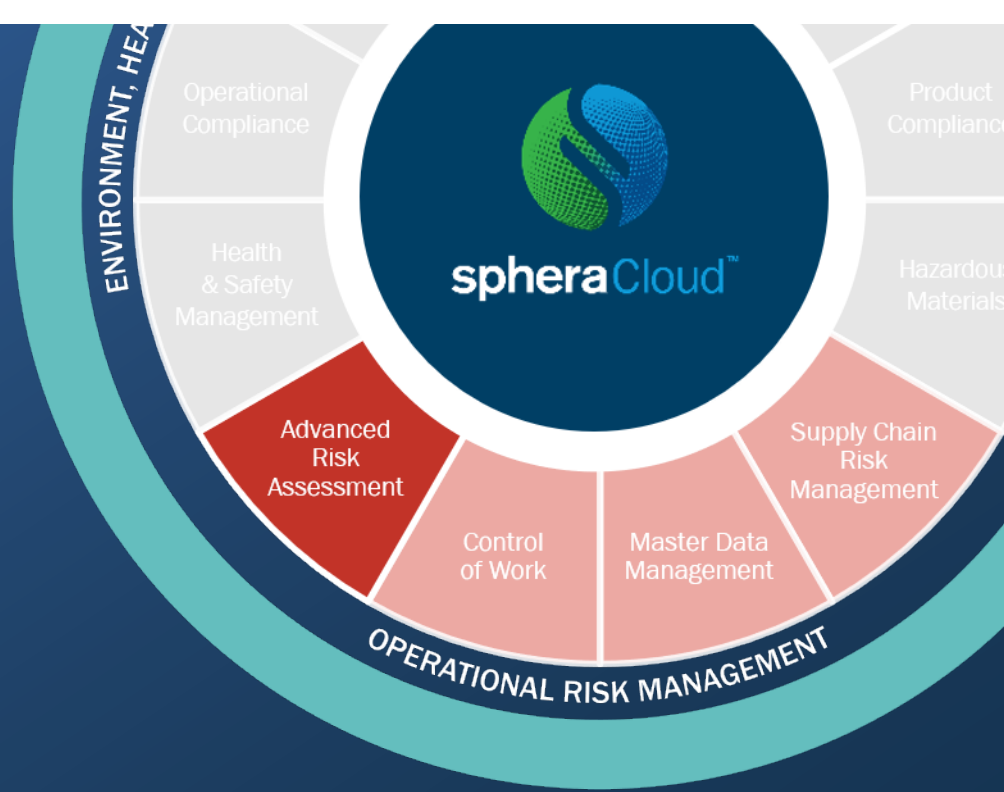 ENVIRONMENT, HEA
Operational
Compliance
Product
Complianc
spheraCloud™
Health
& Safety
Management
Hazardous
Materials
Advanced
Risk
Assessment
Supply Chain
Risk
Management
Control
of Work
Master Data
Management
OPERATIONAL RISK MANAGEMENT